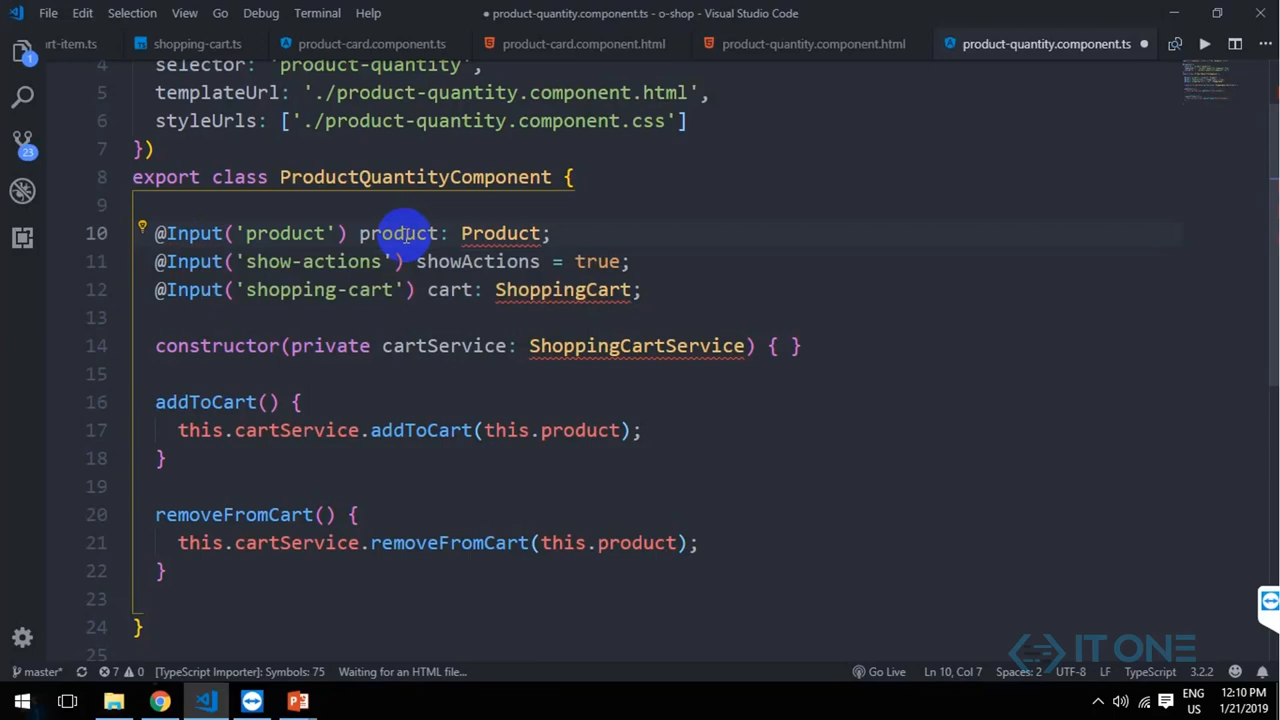 File Edit Selection View Go Debug Terminal Help ● product-quantity.component.ts - o-shop - Visual Studio Code
rt-item.ts shopping-cart.ts product-card.component.ts product-card.component.html product-quantity.component.html product-quantity.component.ts
4 selector: 'product-quantity',
5 templateUrl: './product-quantity.component.html',
6 styleUrls: ['./product-quantity.component.css']
7 })
8 export class ProductQuantityComponent {
9
10 @Input('product') product: Product;
11 @Input('show-actions') showActions = true;
12 @Input('shopping-cart') cart: ShoppingCart;
13
14 constructor(private cartService: ShoppingCartService) { }
15
16 addToCart() {
17 this.cartService.addToCart(this.product);
18 }
19
20 removeFromCart() {
21 this.cartService.removeFromCart(this.product);
22 }
23
24 }
25
1
23
IT ONE
master* 7 0 [TypeScript Importer]: Symbols: 75 Waiting for an HTML file... Go Live Ln 10, Col 7 Spaces: 2 UTF-8 LF TypeScript 3.2.2
ENG 12:10 PM
US 1/21/2019